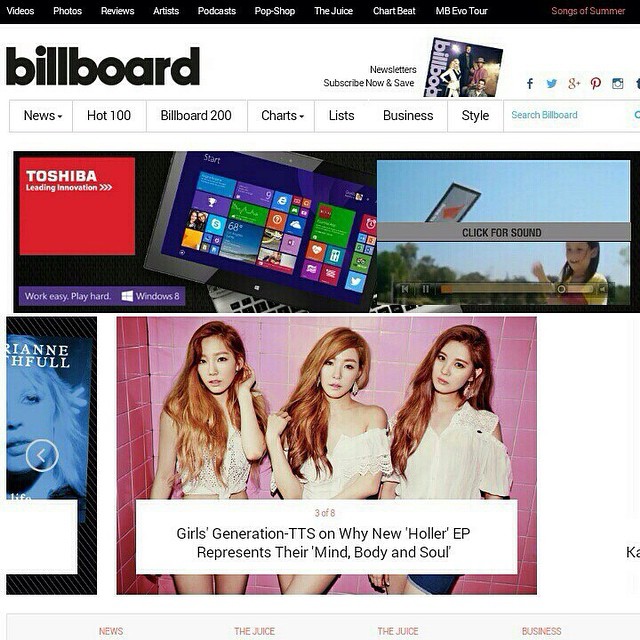 Videos Photos Reviews Artists Podcasts Pop-Shop The Juice Chart Beat MB Evo Tour Songs of Summer
billboard
Newsletters
Subscribe Now & Save
News Hot 100 Billboard 200 Charts Lists Business Style Search Billboard
TOSHIBA
Leading Innovation >>>
Start
68°
CLICK FOR SOUND
Work easy. Play hard. Windows 8
RIANNE
THFULL
life
3 of 8
Girls' Generation-TTS on Why New 'Holler' EP
Represents Their 'Mind, Body and Soul'
Ka
NEWS THE JUICE THE JUICE BUSINESS